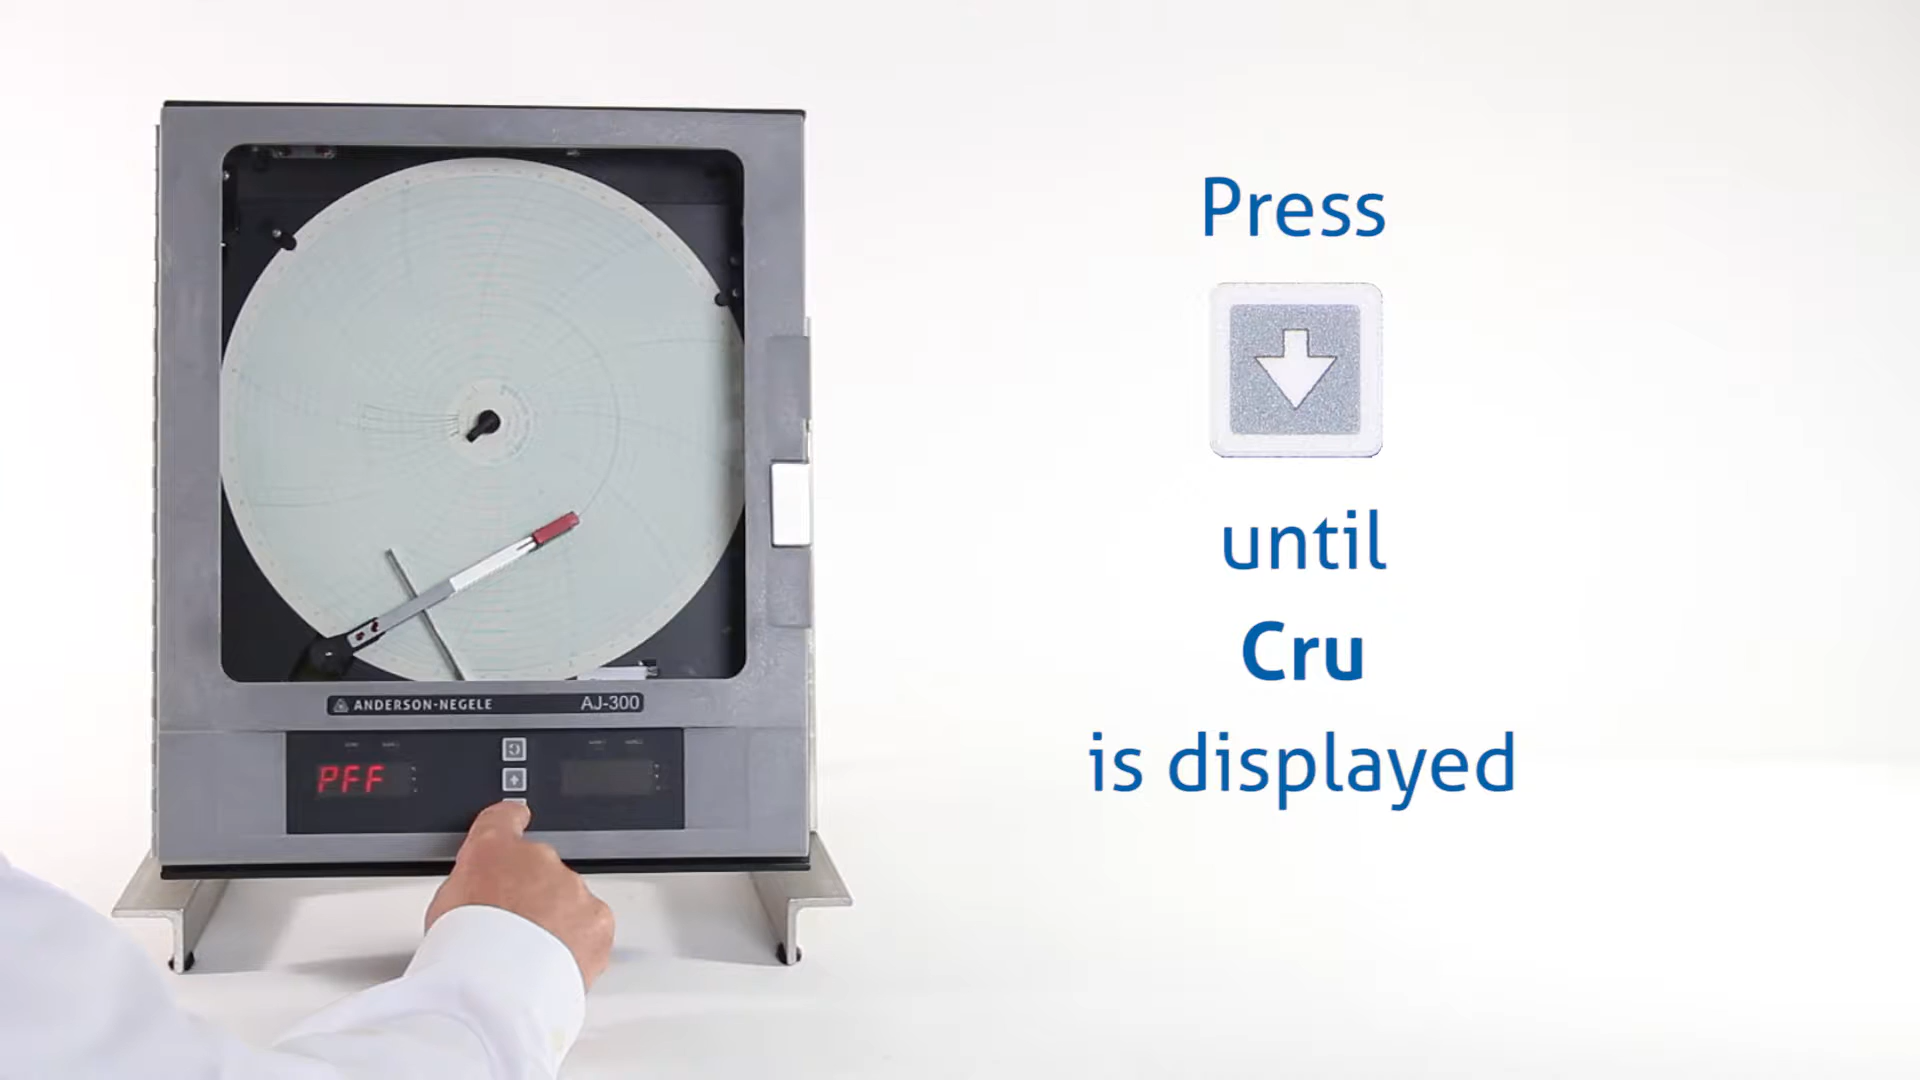 Press
until
Cru
is displayed
ANDERSON-NEGELE AJ-300
PFF